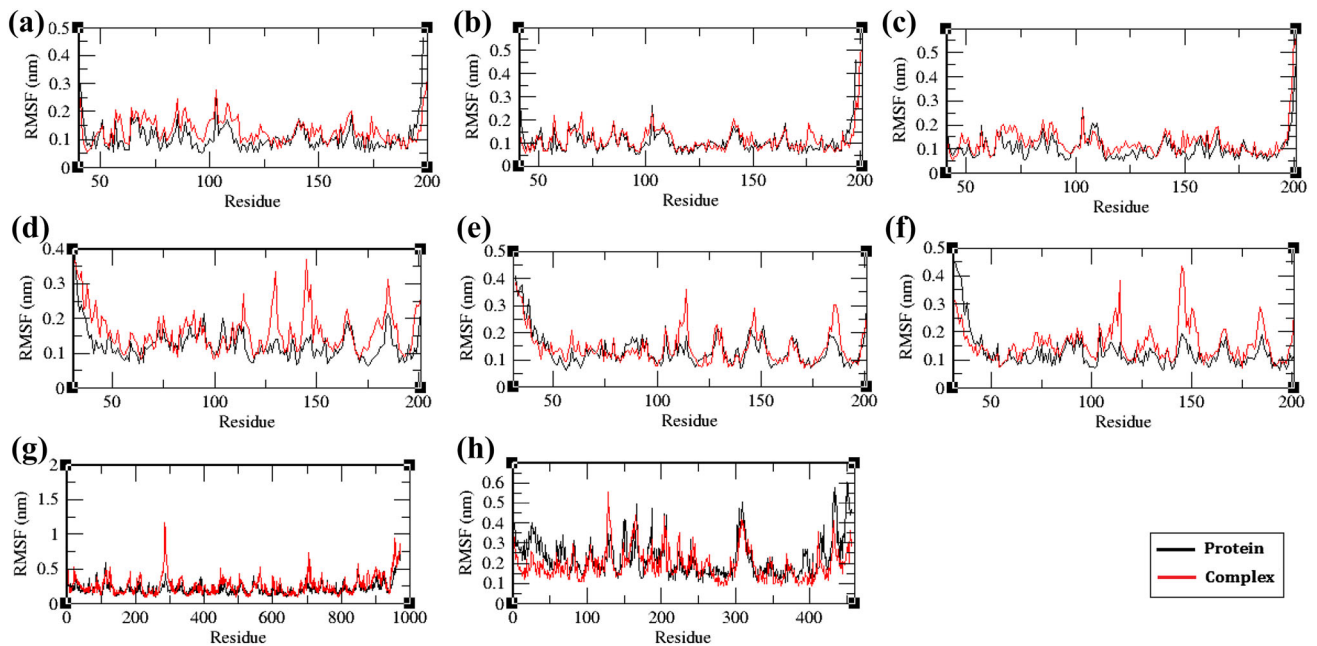 (a)
0.5
0.4
0.3
0.2
0.1
0
RMSF (nm)
50 100 150 200
Residue
(b)
0.5
0.4
0.3
0.2
0.1
0
RMSF (nm)
50 100 150 200
Residue
(c)
0.5
0.4
0.3
0.2
0.1
0
RMSF (nm)
50 100 150 200
Residue
(d)
0.4
0.3
0.2
0.1
0
RMSF (nm)
50 100 150 200
Residue
(e)
0.5
0.4
0.3
0.2
0.1
0
RMSF (nm)
50 100 150 200
Residue
(f)
0.5
0.4
0.3
0.2
0.1
0
RMSF (nm)
50 100 150 200
Residue
(g)
2
1.5
1
0.5
0
RMSF (nm)
0 200 400 600 800 1000
Residue
(h)
0.6
0.5
0.4
0.3
0.2
0.1
0
RMSF (nm)
0 100 200 300 400
Residue
Protein
Complex